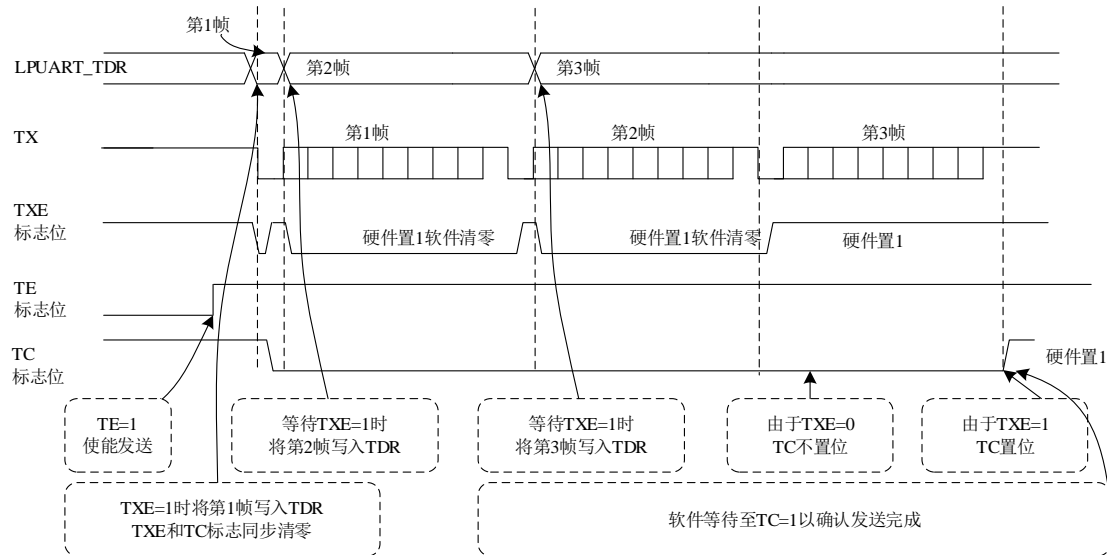 第1帧
LPUART_TDR
第2帧
第3帧
TX
第1帧
第2帧
第3帧
TXE
标志位
硬件置1软件清零
硬件置1软件清零
硬件置1
TE
标志位
TC
标志位
硬件置1
TE=1
使能发送
等待TXE=1时
将第2帧写入TDR
等待TXE=1时
将第3帧写入TDR
由于TXE=0
TC不置位
由于TXE=1
TC置位
TXE=1时将第1帧写入TDR
TXE和TC标志同步清零
软件等待至TC=1以确认发送完成